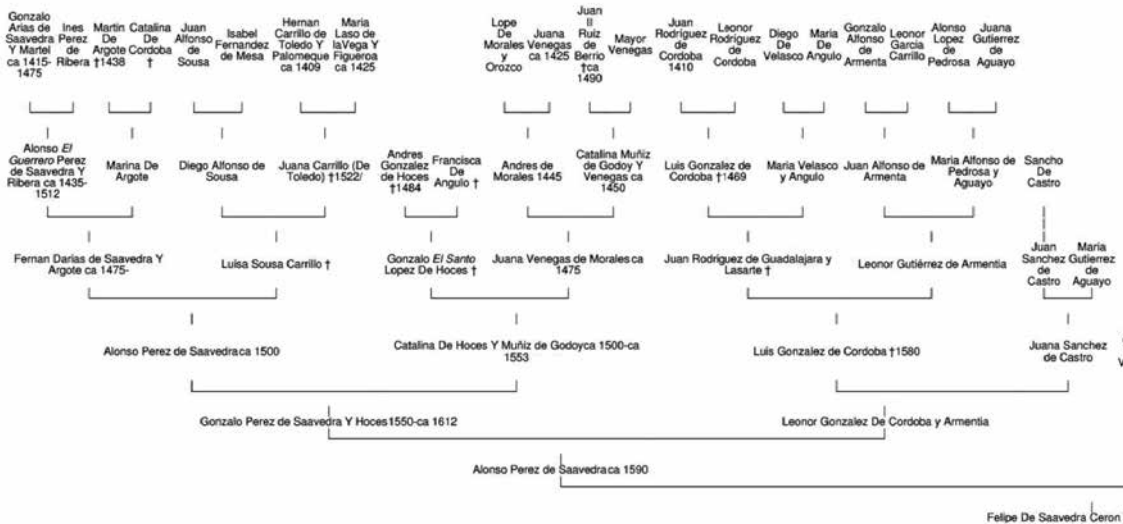 Gonzalo
Arias de
Saavedra
Y Martel
ca 1415-
1475
Ines
Perez
de
Ribera
Martin
De
Argote
†1438
Catalina
De
Cordoba
†
Juan
Alfonso
de
Sousa
Isabel
Fernandez
de Mesa
Hernan
Carrillo de
Toledo Y
Palomeque
ca 1409
Maria
Laso de
laVega Y
Figueroa
ca 1425
Lope
De
Morales
y
Orozco
Juana
Venegas
ca 1425
Juan
II
Ruiz
de
Berrio
†ca
1490
Mayor
Venegas
Juan
Rodríguez
de
Cordoba
1410
Leonor
Rodríguez
de
Cordoba
Diego
De
Velasco
Maria
De
Angulo
Gonzalo
Alfonso
de
Armenta
Leonor
Garcia
Carrillo
Alonso
Lopez
de
Pedrosa
Juana
Gutierrez
de
Aguayo
Alonso El
Guerrero Perez
de Saavedra Y
Ribera ca 1435-
1512
Marina De
Argote
Diego Alfonso de
Sousa
Juana Carrillo (De
Toledo) †1522/
Andres
Gonzalez
de Hoces
†1484
Francisca
De
Angulo †
Andres de
Morales 1445
Catalina Muñiz
de Godoy Y
Venegas ca
1450
Luis Gonzalez de
Cordoba †1469
Maria Velasco
y Angulo
Juan Alfonso de
Armenta
Maria Alfonso de
Pedrosa y
Aguayo
Sancho
De
Castro
Fernan Darias de Saavedra Y
Argote ca 1475-
Luisa Sousa Carrillo †
Gonzalo El Santo
Lopez De Hoces †
Juana Venegas de Morales ca
1475
Juan Rodríguez de Guadalajara y
Lasarte †
Leonor Gutiérrez de Armentia
Juan
Sanchez
de
Castro
Maria
Gutierrez
de
Aguayo
Alonso Perez de Saavedra ca 1500
Catalina De Hoces Y Muñiz de Godoyca 1500-ca
1553
Luis Gonzalez de Cordoba †1580
Juana Sanchez
de Castro
V
Gonzalo Perez de Saavedra Y Hoces 1550-ca 1612
Leonor Gonzalez De Cordoba y Armentia
Alonso Perez de Saavedra ca 1590
Felipe De Saavedra Ceron